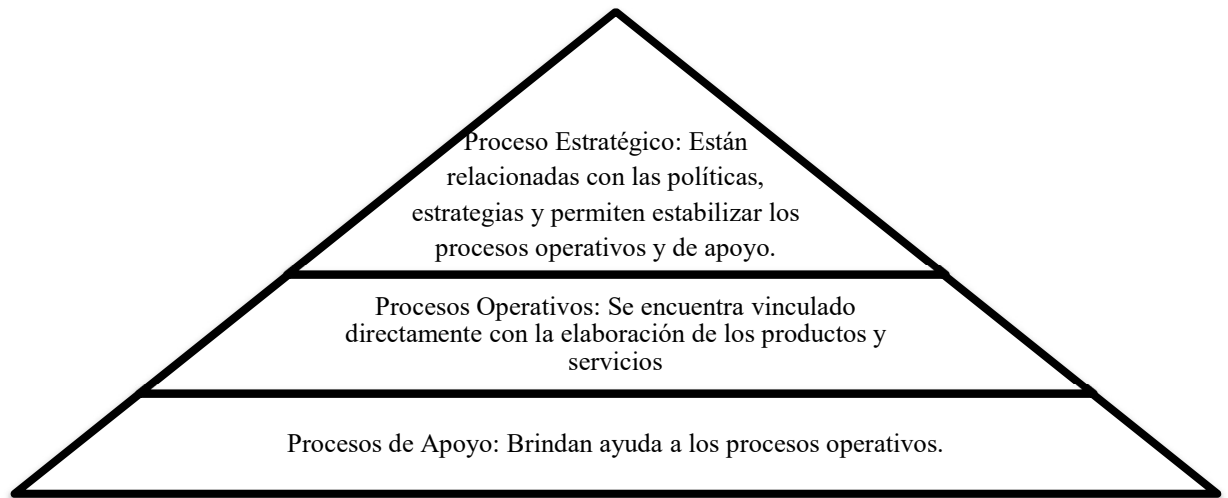 Proceso Estratégico: Están
relacionadas con las políticas,
estrategias y permiten estabilizar los
procesos operativos y de apoyo.
Procesos Operativos: Se encuentra vinculado
directamente con la elaboración de los productos y
servicios
Procesos de Apoyo: Brindan ayuda a los procesos operativos.